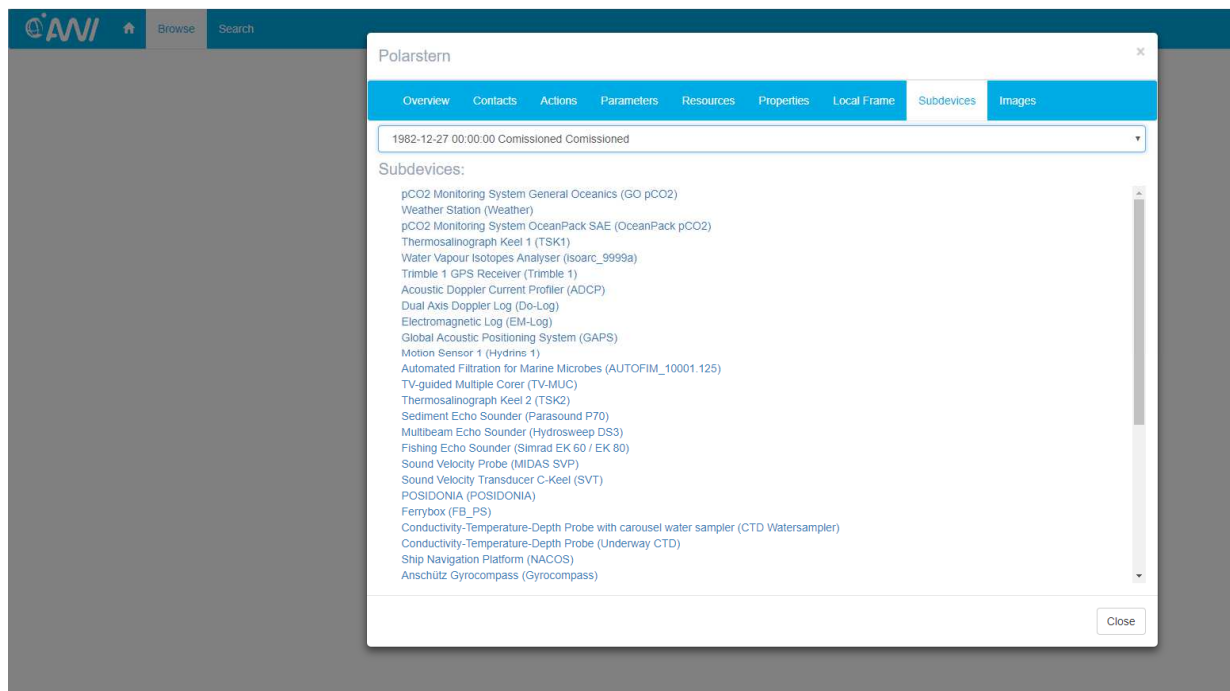 AWI
Browse
Search
Polarstern
×
Overview
Contacts
Actions
Parameters
Resources
Properties
Local Frame
Subdevices
Images
1982-12-27 00:00:00 Comissioned Comissioned
Subdevices:
pCO2 Monitoring System General Oceanics (GO pCO2)
Weather Station (Weather)
pCO2 Monitoring System OceanPack SAE (OceanPack pCO2)
Thermosalinograph Keel 1 (TSK1)
Water Vapour Isotopes Analyser (isoarc_9999a)
Trimble 1 GPS Receiver (Trimble 1)
Acoustic Doppler Current Profiler (ADCP)
Dual Axis Doppler Log (Do-Log)
Electromagnetic Log (EM-Log)
Global Acoustic Positioning System (GAPS)
Motion Sensor 1 (Hydrins 1)
Automated Filtration for Marine Microbes (AUTOFIM_10001.125)
TV-guided Multiple Corer (TV-MUC)
Thermosalinograph Keel 2 (TSK2)
Sediment Echo Sounder (Parasound P70)
Multibeam Echo Sounder (Hydrosweep DS3)
Fishing Echo Sounder (Simrad EK 60 / EK 80)
Sound Velocity Probe (MIDAS SVP)
Sound Velocity Transducer C-Keel (SVT)
POSIDONIA (POSIDONIA)
Ferrybox (FB_PS)
Conductivity-Temperature-Depth Probe with carousel water sampler (CTD Watersampler)
Conductivity-Temperature-Depth Probe (Underway CTD)
Ship Navigation Platform (NACOS)
Anschütz Gyrocompass (Gyrocompass)
Close